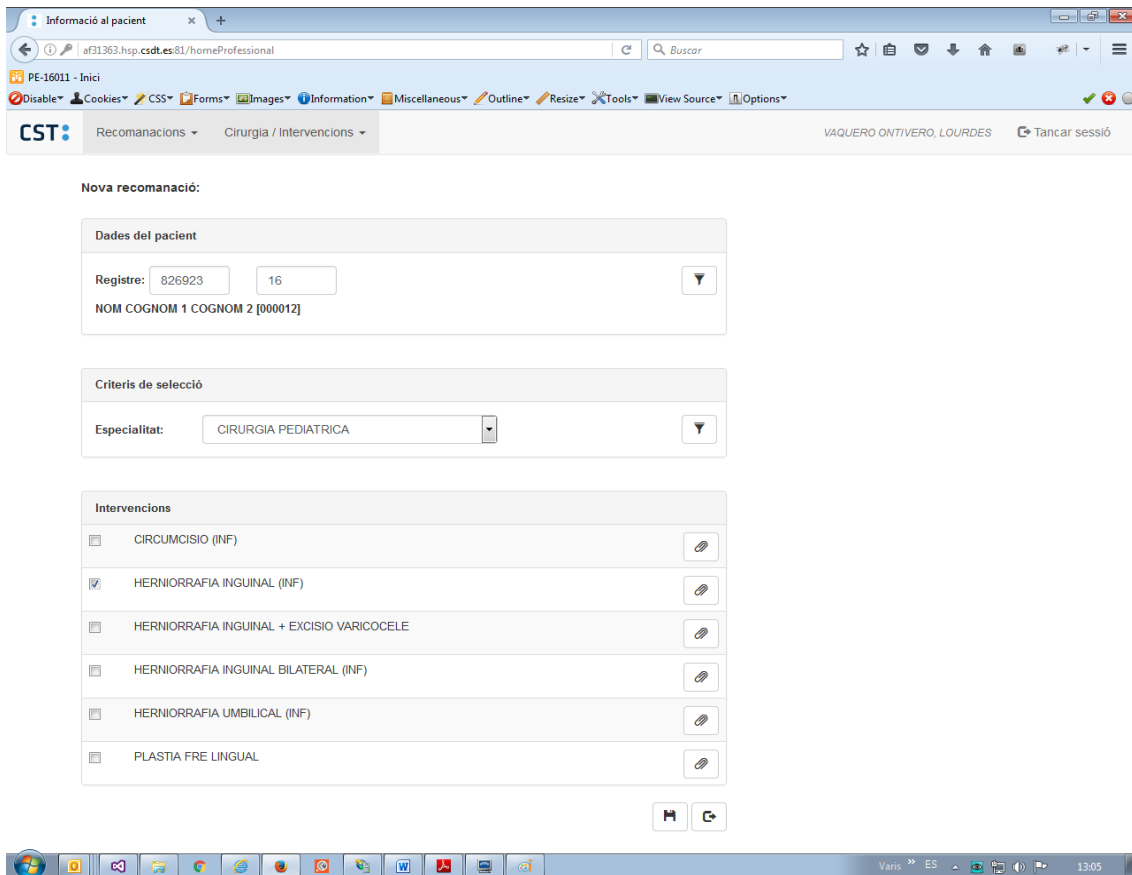 Informació al pacient
af31363.hsp.csdt.es:81/homeProfessional
Buscar
PE-16011 - Inici
Disable Cookies CSS Forms Images Information Miscellaneous Outline Resize Tools View Source Options
CST: Recomanacions Cirurgia / Intervencions VAQUERO ONTIVERO, LOURDES Tancar sessió
Nova recomanació:
Dades del pacient
Registre: 826923 16
NOM COGNOM 1 COGNOM 2 [000012]
Criteris de selecció
Especialitat: CIRURGIA PEDIATRICA
Intervencions
CIRCUMCISIO (INF)
HERNIORRAFIA INGUINAL (INF)
HERNIORRAFIA INGUINAL + EXCISIO VARICOCELE
HERNIORRAFIA INGUINAL BILATERAL (INF)
HERNIORRAFIA UMBILICAL (INF)
PLASTIA FRE LINGUAL
Varis » ES 13:05